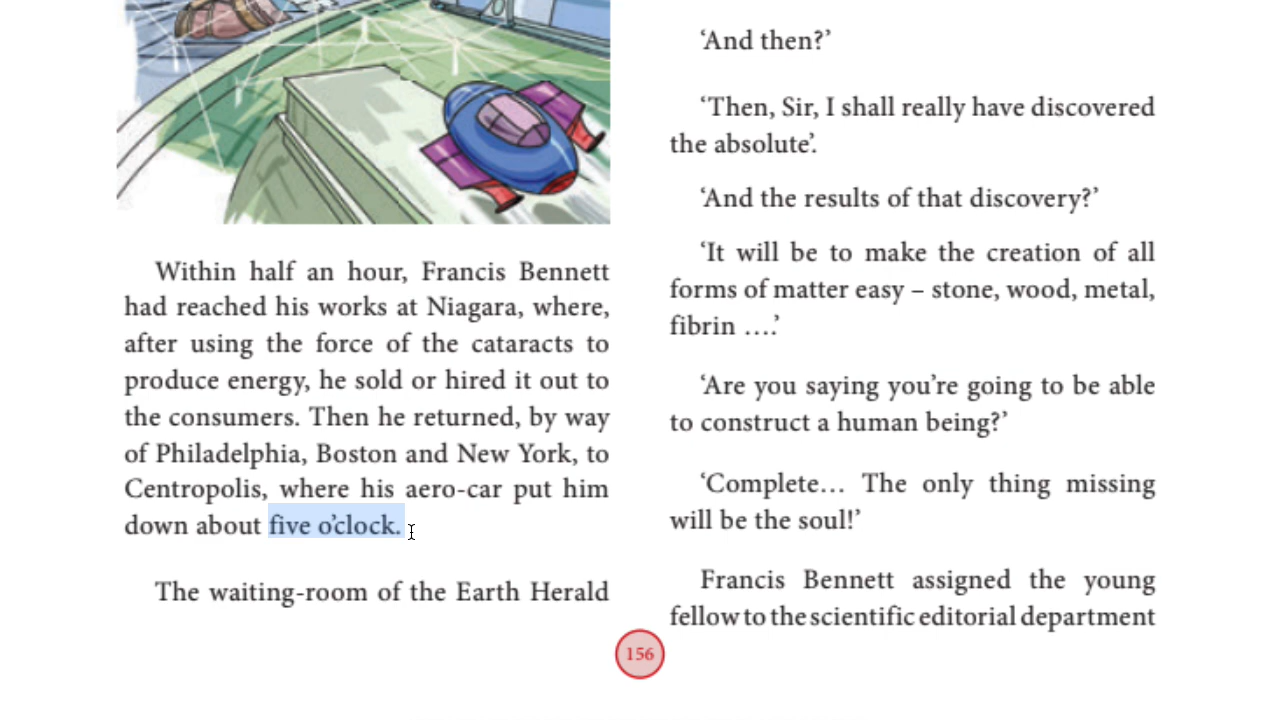 Within half an hour, Francis Bennett
had reached his works at Niagara, where,
after using the force of the cataracts to
produce energy, he sold or hired it out to
the consumers. Then he returned, by way
of Philadelphia, Boston and New York, to
Centropolis, where his aero-car put him
down about five o’clock.
The waiting-room of the Earth Herald
‘And then?’
‘Then, Sir, I shall really have discovered
the absolute’.
‘And the results of that discovery?’
‘It will be to make the creation of all
forms of matter easy – stone, wood, metal,
fibrin ….’
‘Are you saying you’re going to be able
to construct a human being?’
‘Complete… The only thing missing
will be the soul!’
Francis Bennett assigned the young
fellow to the scientific editorial department
156